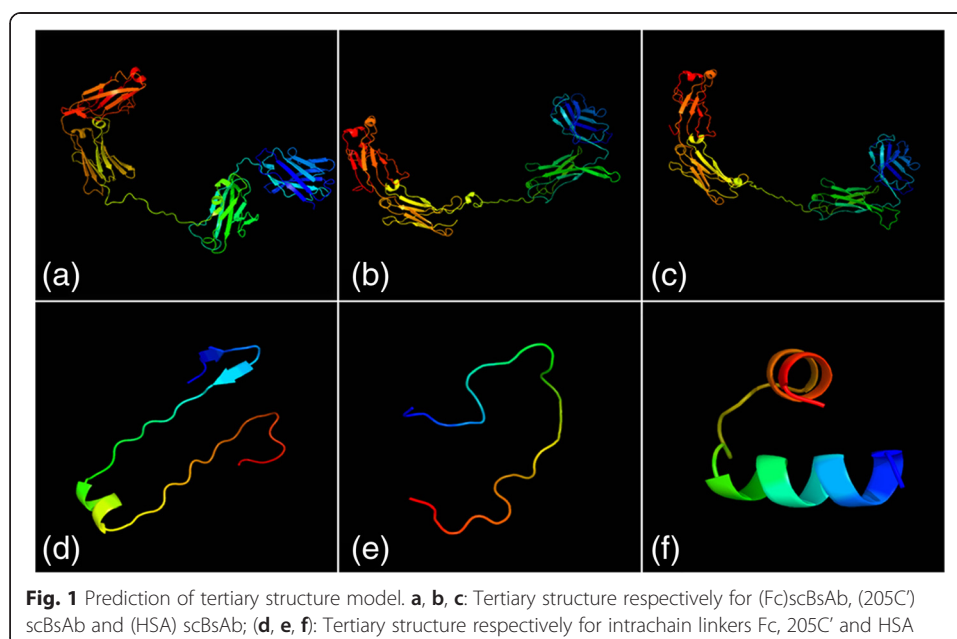 (a)
(b)
(c)
(d)
(e)
(f)
Fig. 1 Prediction of tertiary structure model. a, b, c: Tertiary structure respectively for (Fc)scBsAb, (205C′)
scBsAb and (HSA) scBsAb; (d, e, f): Tertiary structure respectively for intrachain linkers Fc, 205C′ and HSA